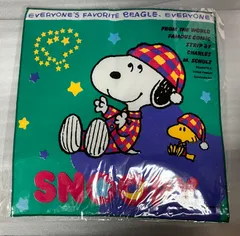 EVERYONE'S FAVORITE BEAGLE. EVERYONE'
FROM THE WORLD
FAMOUS COMIC
STRIP BY
CHARLES
M. SCHULZ
SNOOPY